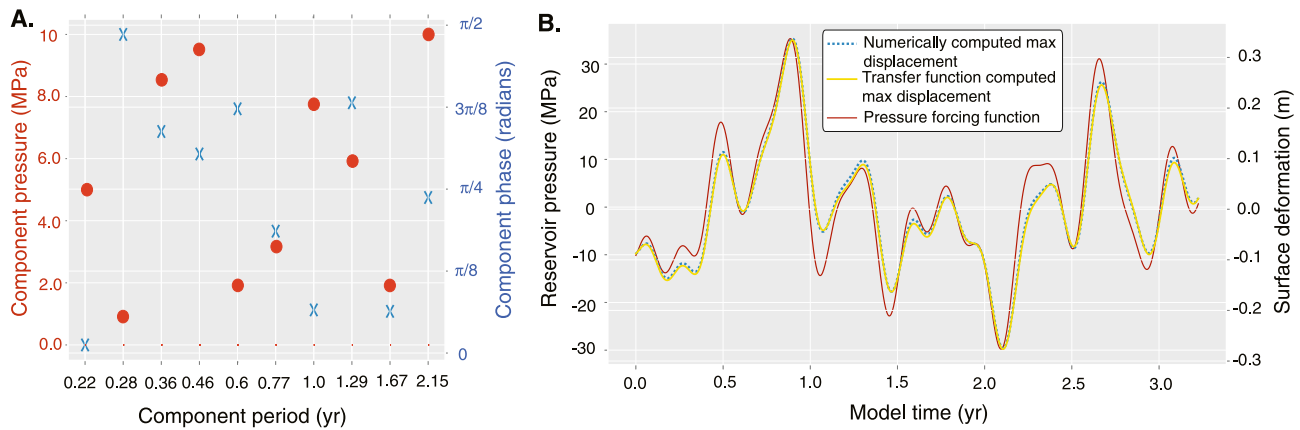 A.
Component pressure (MPa)
10
8.0
6.0
4.0
2.0
0.0
π/2
3π/8
π/4
π/8
0
Component phase (radians)
0.22 0.28 0.36 0.46 0.6 0.77 1.0 1.29 1.67 2.15
Component period (yr)
B.
Reservoir pressure (MPa)
30
20
10
0
-10
-20
-30
Numerically computed max
displacement
Transfer function computed
max displacement
Pressure forcing function
0.3
0.2
0.1
0.0
-0.1
-0.2
-0.3
Surface deformation (m)
0.0 0.5 1.0 1.5 2.0 2.5 3.0
Model time (yr)